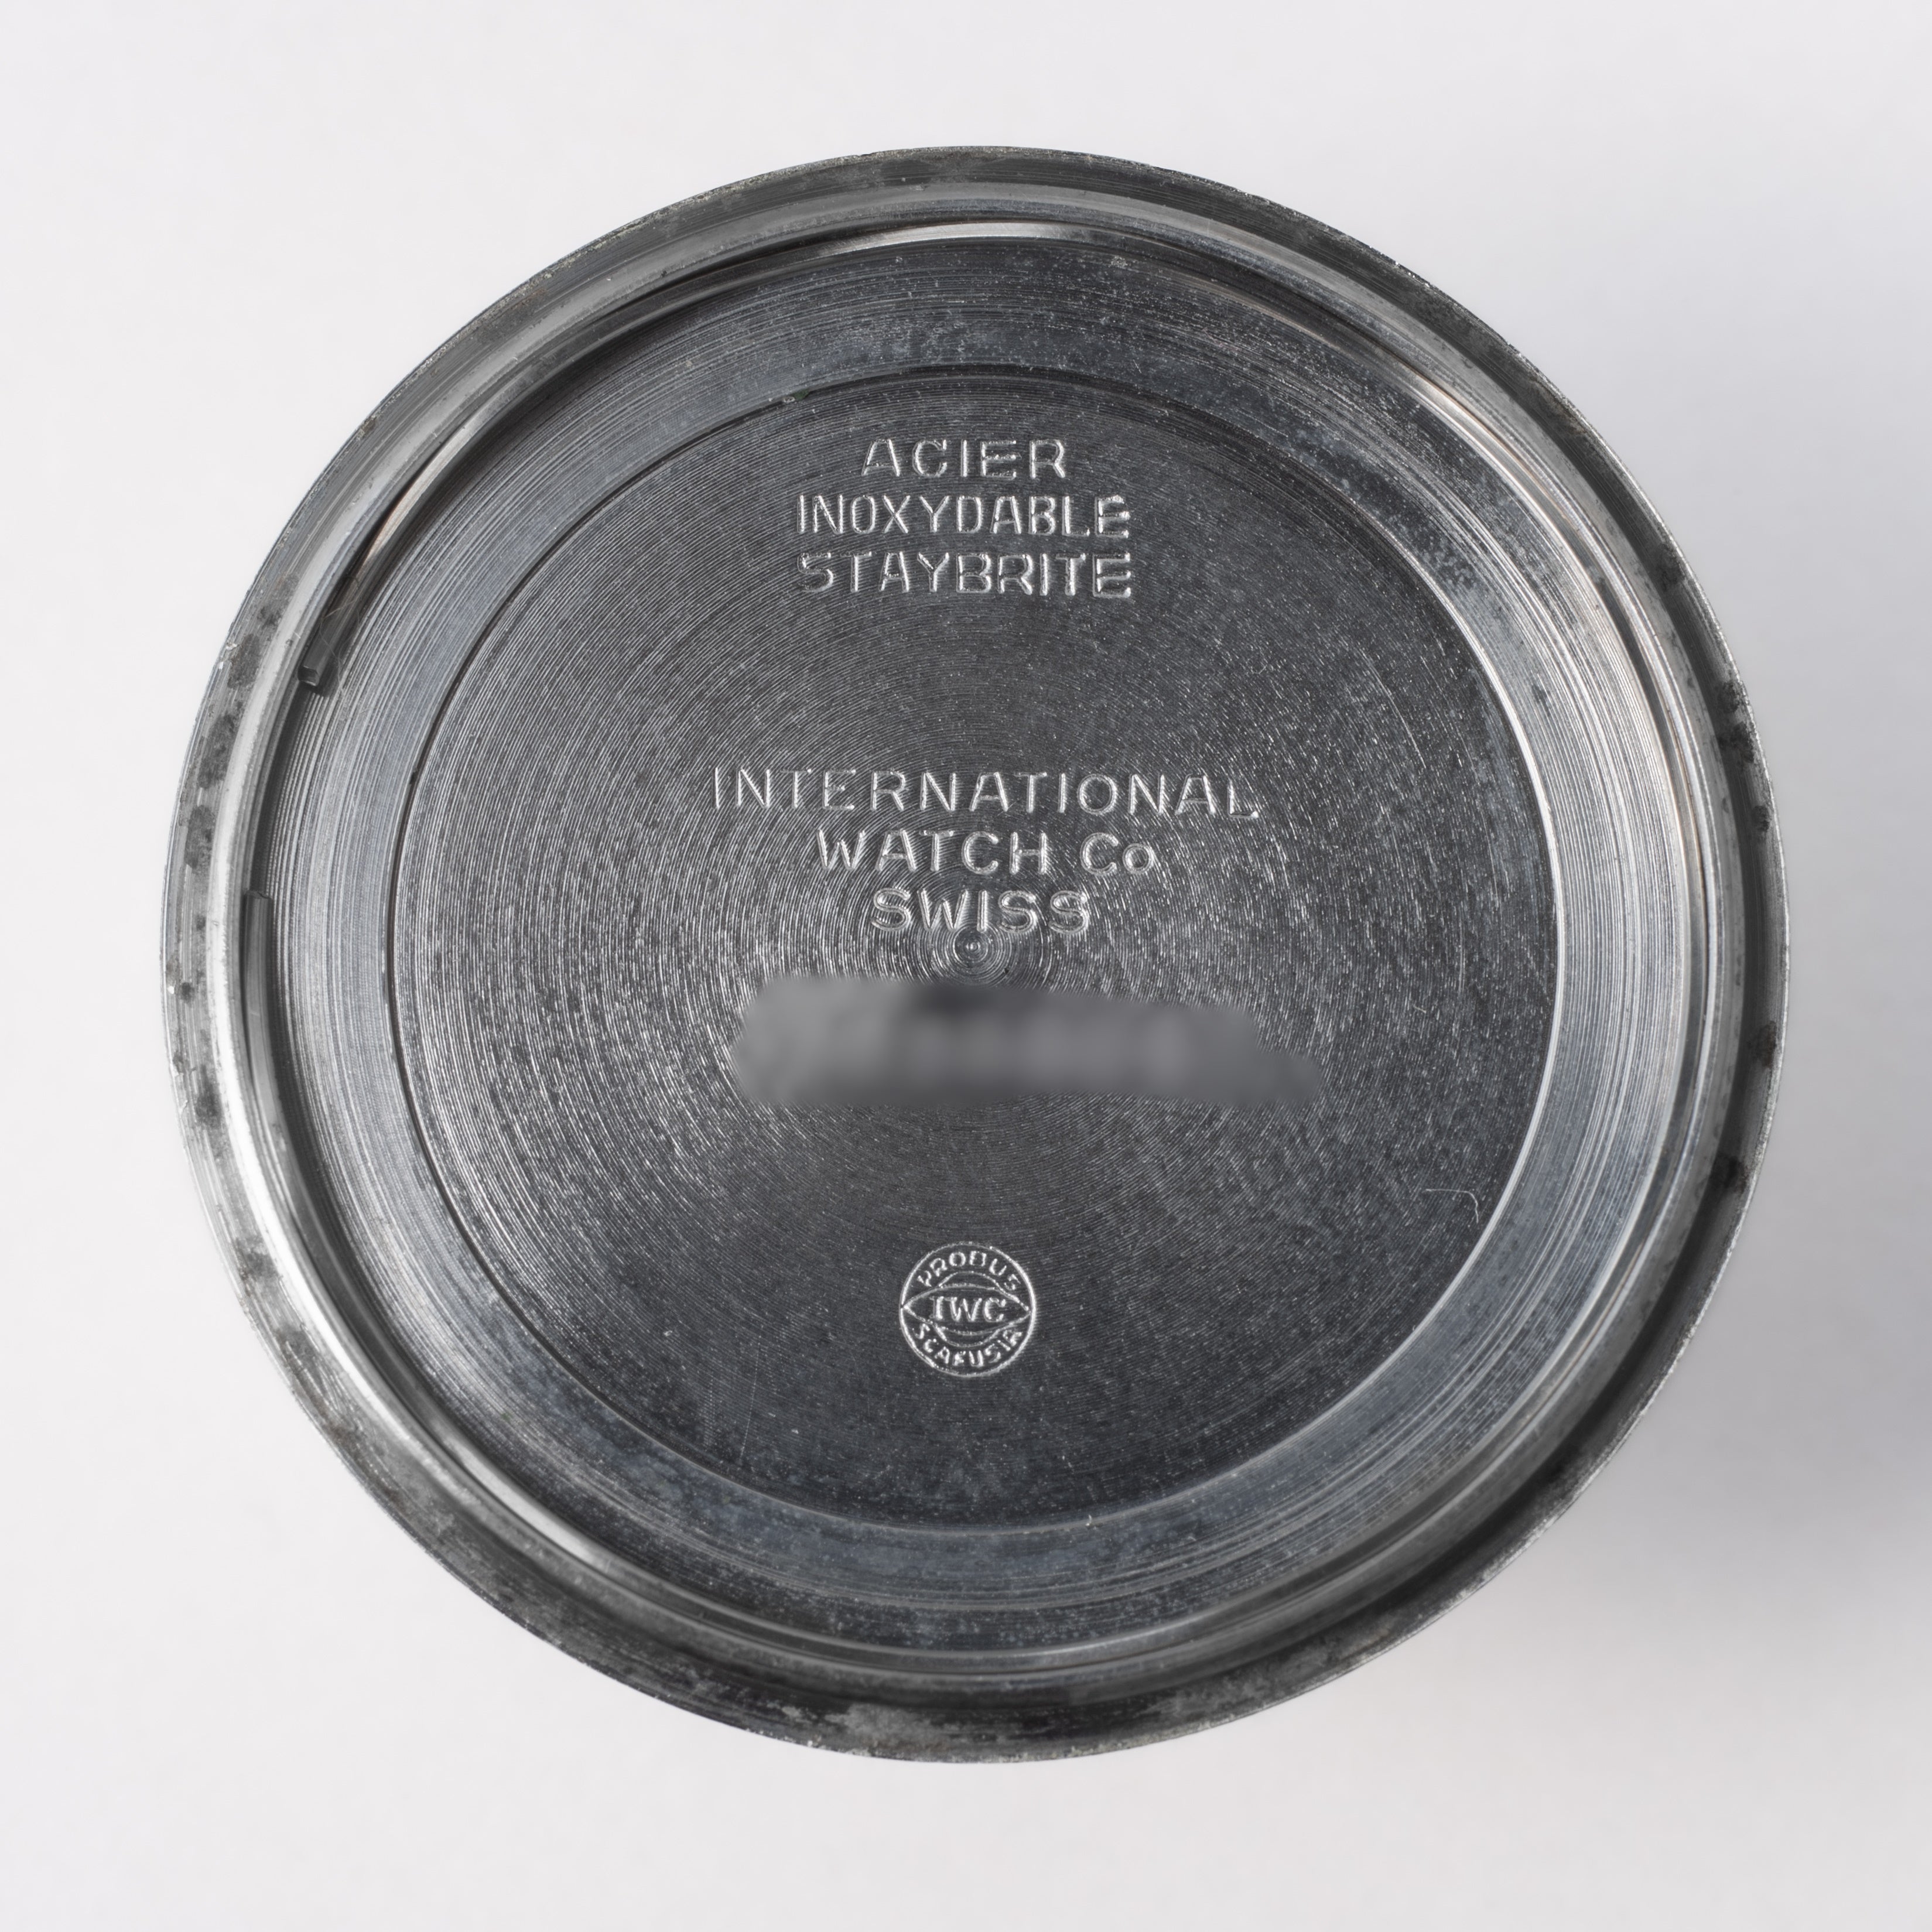 ACIER
INOXYDABLE
STAYBRITE
INTERNATIONAL
WATCH Co
SWISS
PROBUS
IWC
SCAFUSIA